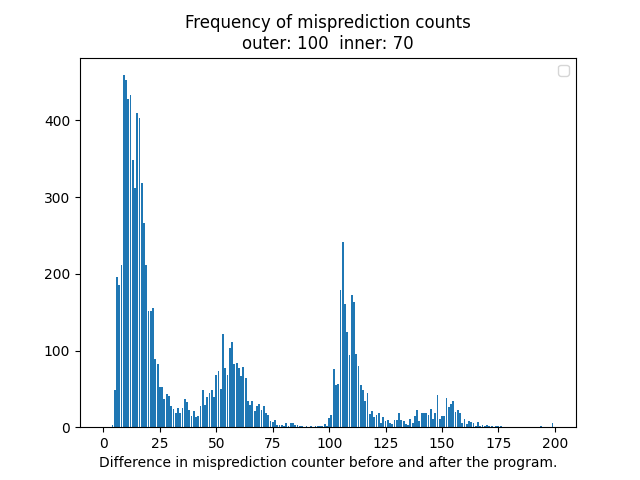 Frequency of misprediction counts
outer: 100  inner: 70
400
300
200
100
0
0 25 50 75 100 125 150 175 200
Difference in misprediction counter before and after the program.